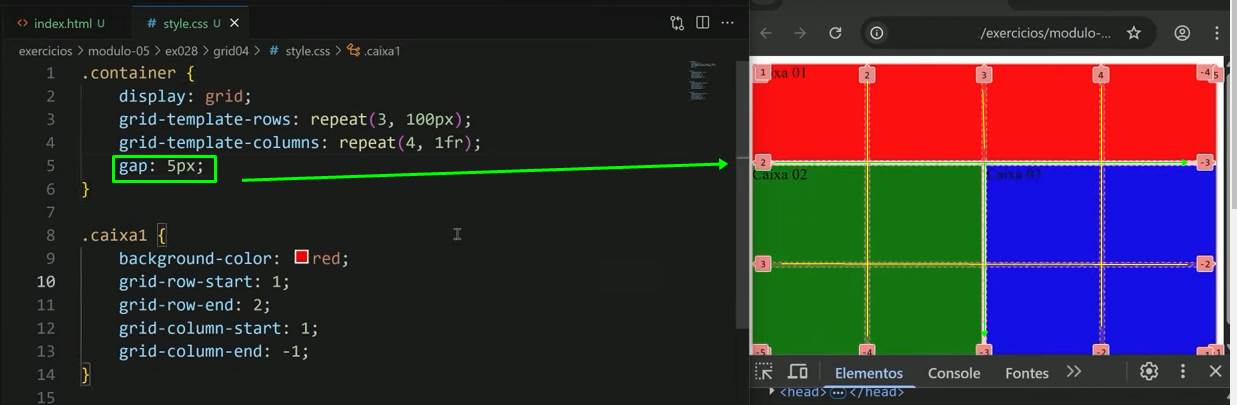 index.html U
style.css U
exercicios > modulo-05 > ex028 > grid04 > # style.css > .caixa1
1 .container {
2 display: grid;
3 grid-template-rows: repeat(3, 100px);
4 grid-template-columns: repeat(4, 1fr);
5 gap: 5px;
6 }
7
8 .caixa1 {
9 background-color: red;
10 grid-row-start: 1;
11 grid-row-end: 2;
12 grid-column-start: 1;
13 grid-column-end: -1;
14 }
15
/exercicios/modulo-...
1 Caixa 01 2 3 4 -4 5
2 -3
Caixa 02 Caixa 03
3 -2
-5 -4 -3 -2 -1
Elementos Console Fontes
<head> ... </head>